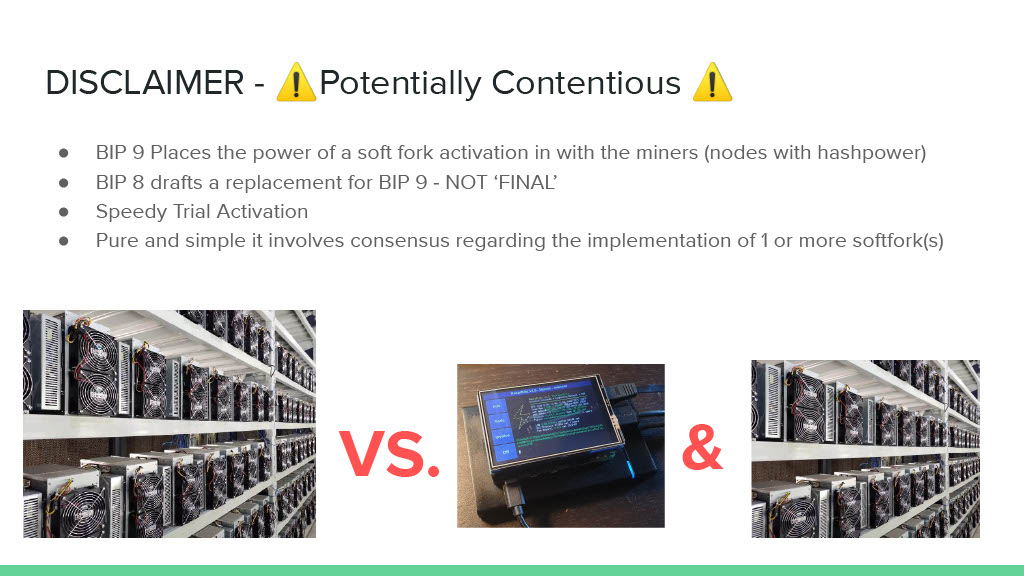 DISCLAIMER - ⚠️Potentially Contentious ⚠️
● BIP 9 Places the power of a soft fork activation in with the miners (nodes with hashpower)
● BIP 8 drafts a replacement for BIP 9 - NOT ‘FINAL’
● Speedy Trial Activation
● Pure and simple it involves consensus regarding the implementation of 1 or more softfork(s)
VS.
&